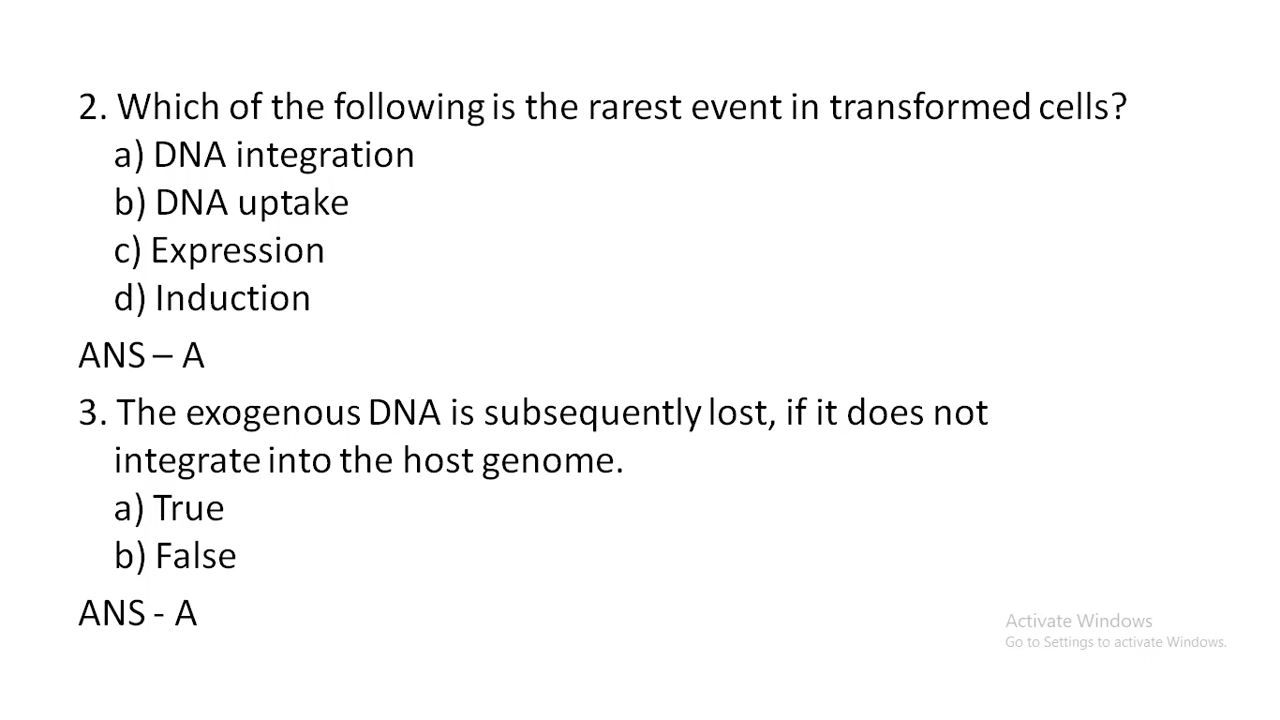 2. Which of the following is the rarest event in transformed cells?
a) DNA integration
b) DNA uptake
c) Expression
d) Induction
ANS – A
3. The exogenous DNA is subsequently lost, if it does not
integrate into the host genome.
a) True
b) False
ANS - A
Activate Windows
Go to Settings to activate Windows.